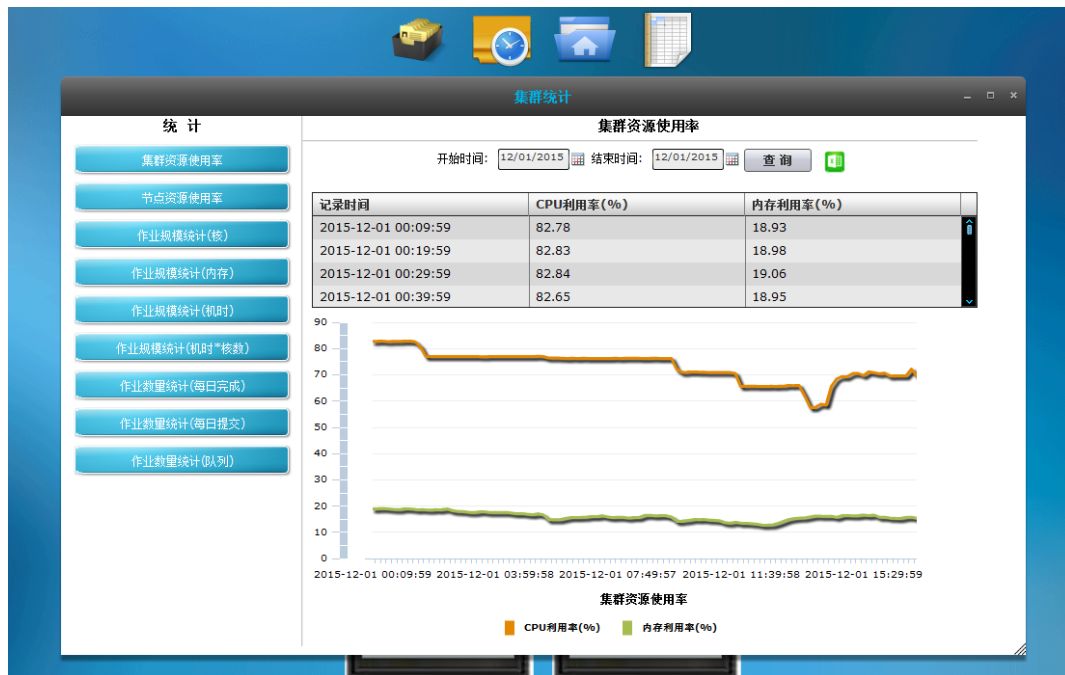 集群统计
统 计
集群资源使用率
节点资源使用率
作业规模统计(核)
作业规模统计(内存)
作业规模统计(机时)
作业规模统计(机时*核数)
作业数量统计(每日完成)
作业数量统计(每日提交)
作业数量统计(队列)
集群资源使用率
开始时间: 12/01/2015 结束时间: 12/01/2015 查询
记录时间 CPU利用率(%) 内存利用率(%)
2015-12-01 00:09:59 82.78 18.93
2015-12-01 00:19:59 82.83 18.98
2015-12-01 00:29:59 82.84 19.06
2015-12-01 00:39:59 82.65 18.95
90
80
70
60
50
40
30
20
10
0
2015-12-01 00:09:59 2015-12-01 03:59:58 2015-12-01 07:49:57 2015-12-01 11:39:58 2015-12-01 15:29:59
集群资源使用率
CPU利用率(%) 内存利用率(%)